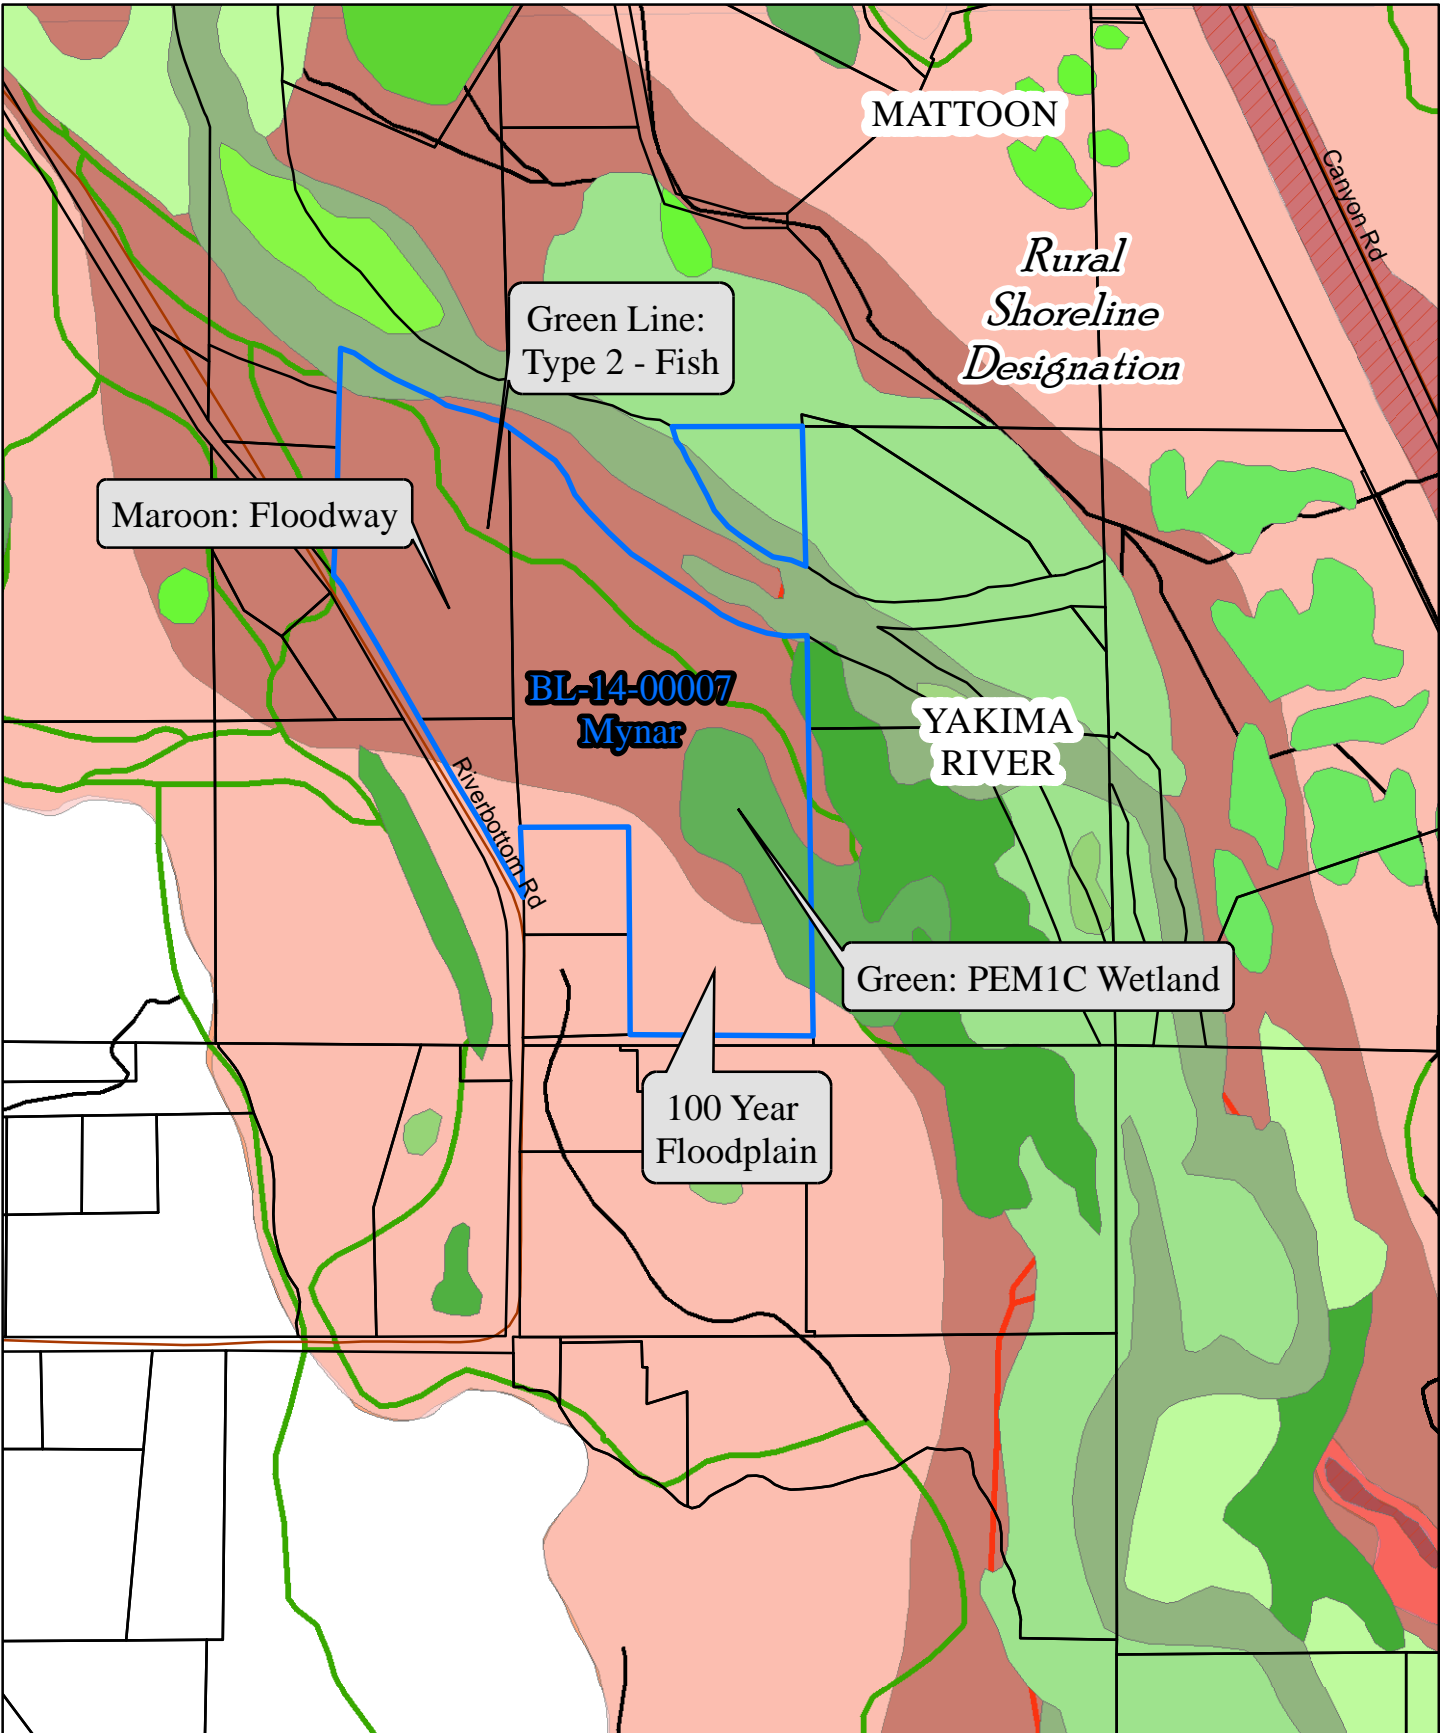 MATTOON
Canyon Rd
Rural
Shoreline
Designation
Green Line:
Type 2 - Fish
Maroon: Floodway
BL-14-00007
Mynar
YAKIMA
RIVER
Riverbottom Rd
Green: PEM1C Wetland
100 Year
Floodplain